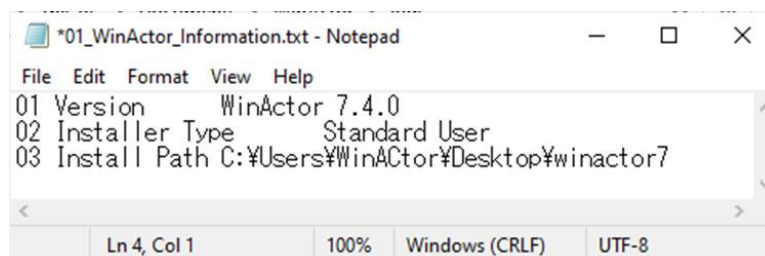 *01_WinActor_Information.txt - Notepad
File Edit Format View Help
01 Version WinActor 7.4.0
02 Installer Type Standard User
03 Install Path C:¥Users¥WinACtor¥Desktop¥winactor7
Ln 4, Col 1 100% Windows (CRLF) UTF-8